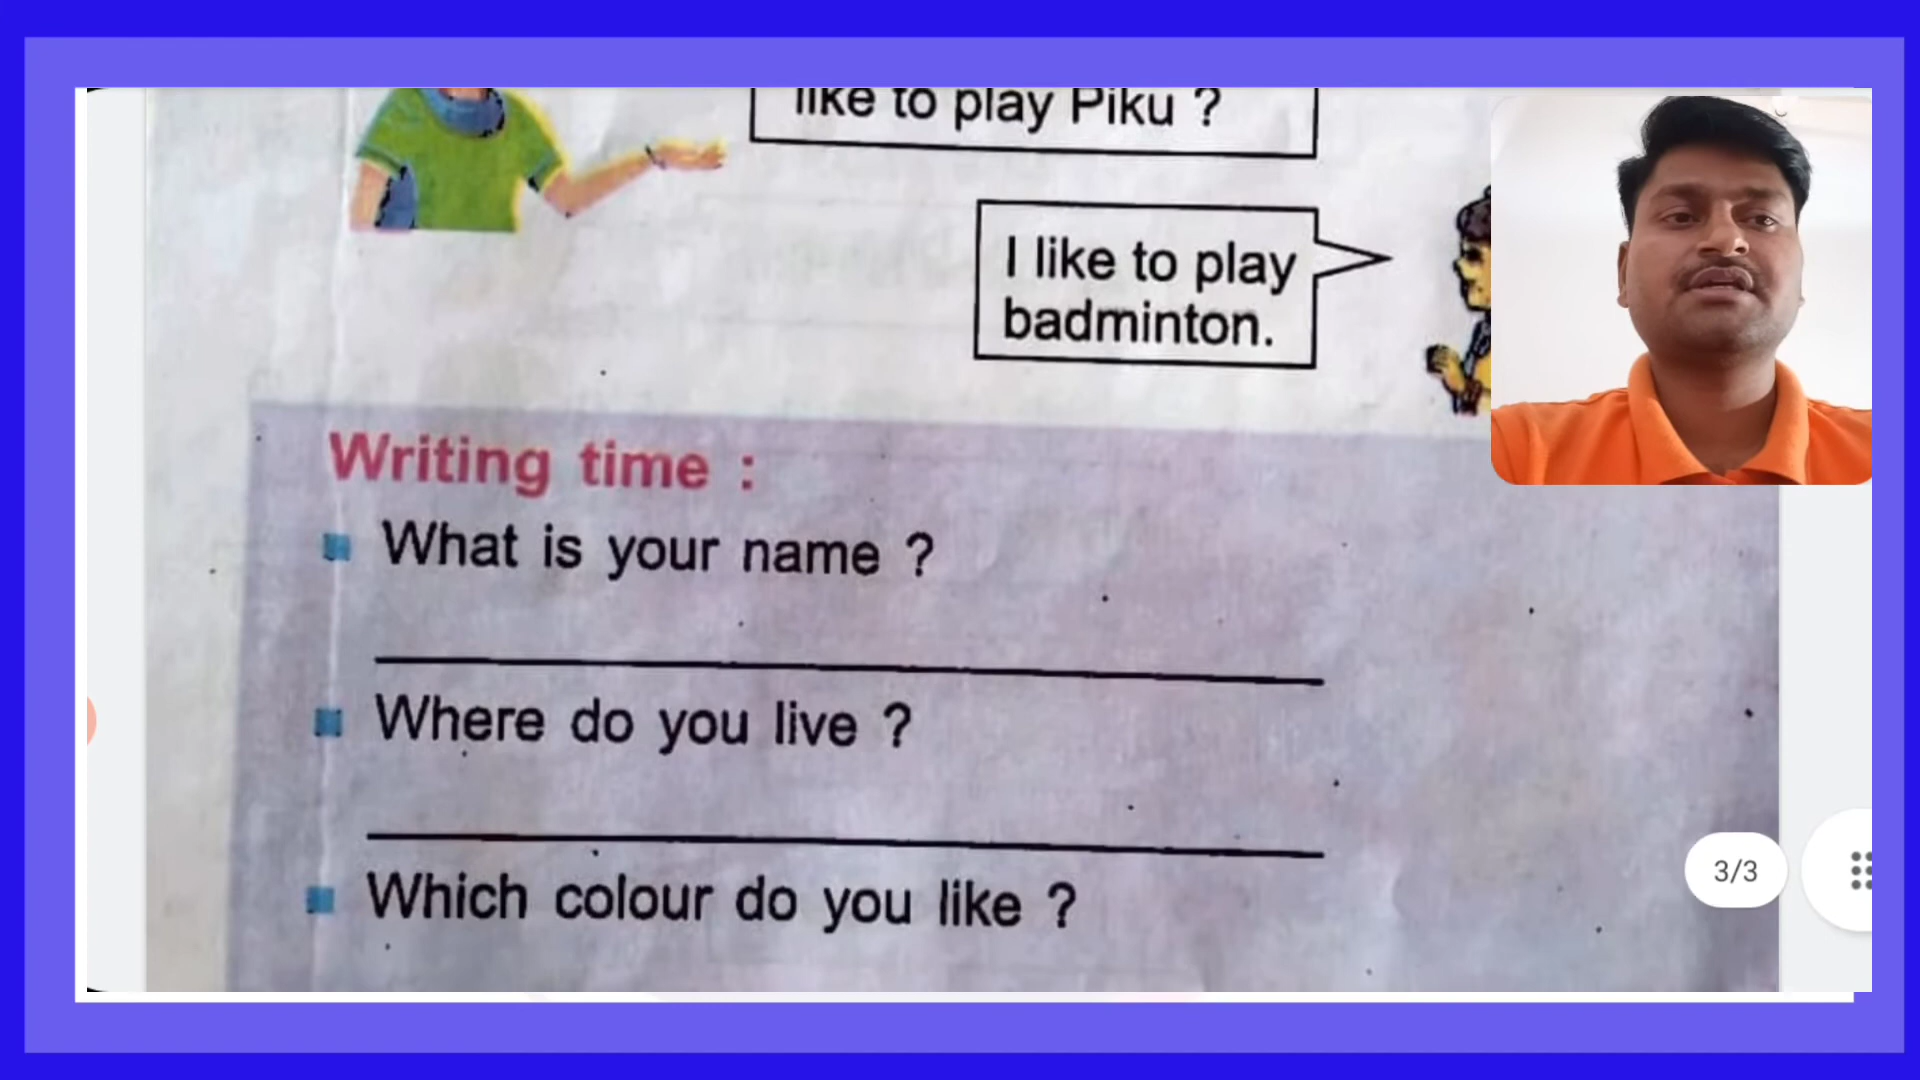 like to play Piku ?
I like to play
badminton.
Writing time :
What is your name ?
Where do you live ?
Which colour do you like ?
3/3